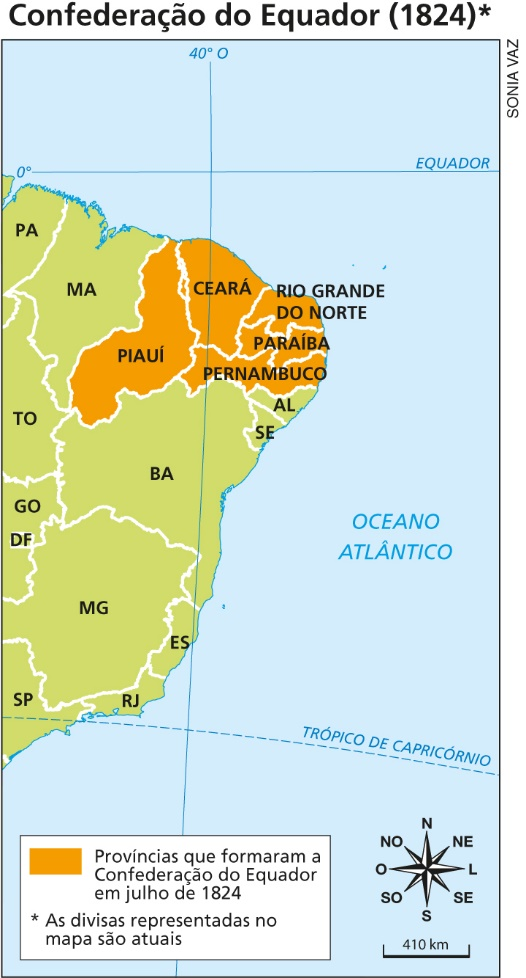 Confederação do Equador (1824)*
SONIA VAZ
40° O
0°
EQUADOR
PA
MA
CEARÁ
RIO GRANDE
DO NORTE
PARAÍBA
PIAUÍ
PERNAMBUCO
AL
TO
SE
BA
GO
DF
OCEANO
ATLÂNTICO
MG
ES
SP
RJ
TRÓPICO DE CAPRICÓRNIO
N
NO
NE
O
L
SO
SE
S
410 km
Províncias que formaram a
Confederação do Equador
em julho de 1824
* As divisas representadas no
mapa são atuais